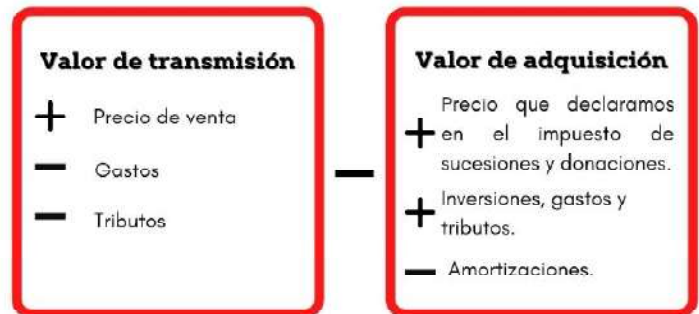 Valor de transmisión
+ Precio de venta
− Gastos
− Tributos
−
Valor de adquisición
+ Precio que declaramos
en el impuesto de
sucesiones y donaciones.
+ Inversiones, gastos y
tributos.
− Amortizaciones.